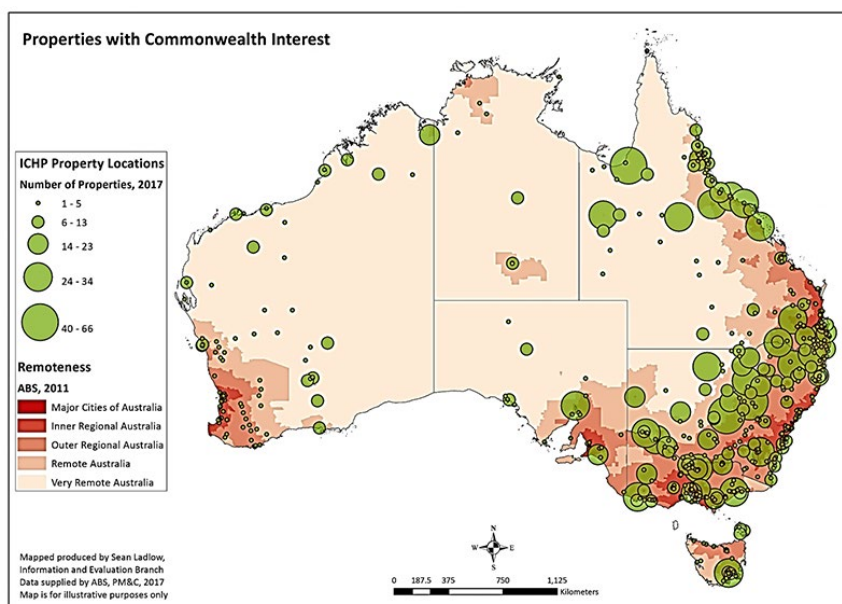 Properties with Commonwealth Interest
ICHP Property Locations
Number of Properties, 2017
1 - 5
6 - 13
14 - 23
24 - 34
40 - 66
Remoteness
ABS, 2011
Major Cities of Australia
Inner Regional Australia
Outer Regional Australia
Remote Australia
Very Remote Australia
Mapped produced by Sean Ladlow,
Information and Evaluation Branch
Data supplied by ABS, PM&C, 2017
Map is for illustrative purposes only
N
W E
S
0 187.5 375 750 1,125
Kilometers